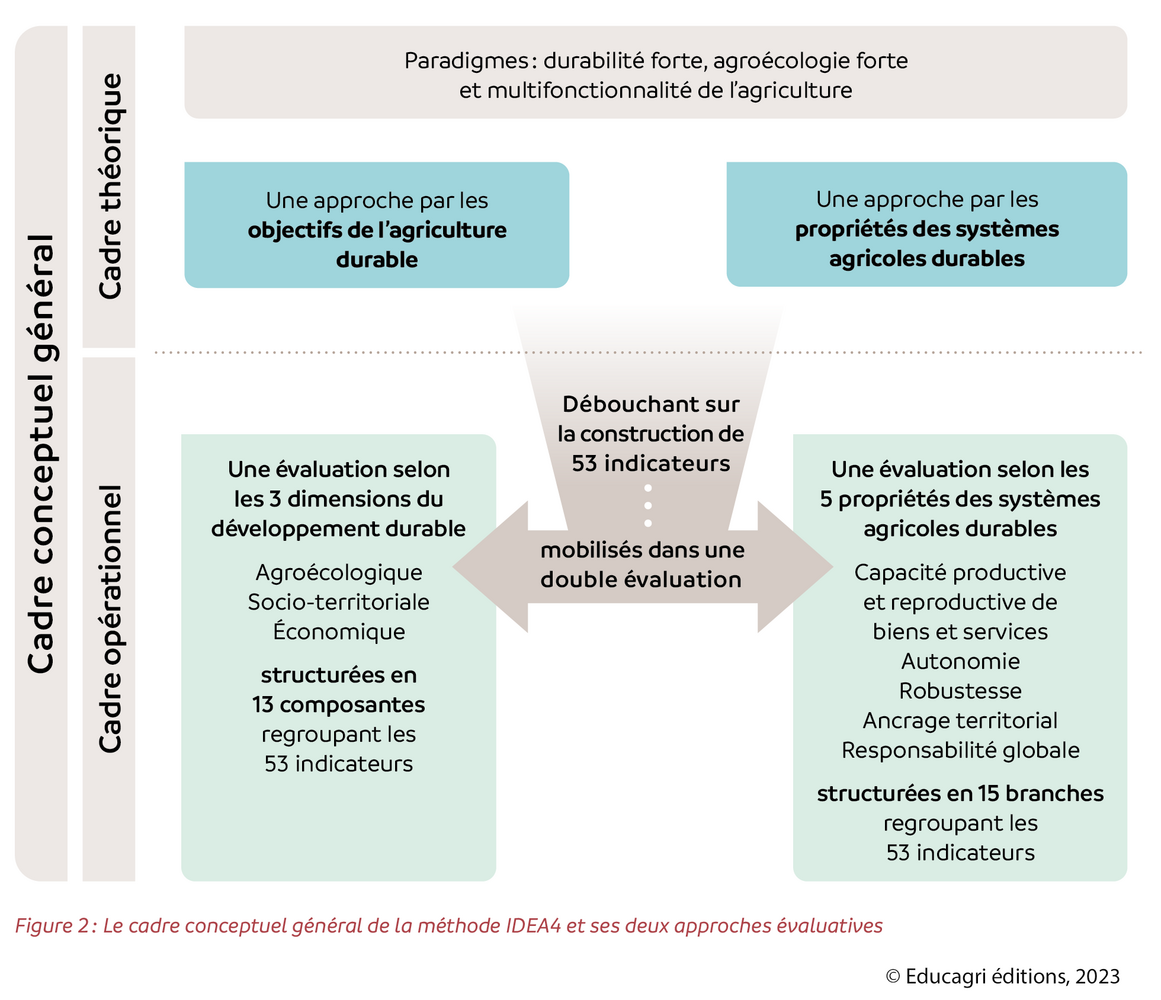 Cadre conceptuel général
Cadre théorique
Paradigmes : durabilité forte, agroécologie forte
et multifonctionnalité de l'agriculture
Une approche par les
objectifs de l'agriculture
durable
Une approche par les
propriétés des systèmes
agricoles durables
Cadre opérationnel
Débouchant sur
la construction de
53 indicateurs
mobilisés dans une
double évaluation
Une évaluation selon
les 3 dimensions du
développement durable
Agroécologique
Socio-territoriale
Économique
structurées en
13 composantes
regroupant les
53 indicateurs
Une évaluation selon les
5 propriétés des systèmes
agricoles durables
Capacité productive
et reproductive de
biens et services
Autonomie
Robustesse
Ancrage territorial
Responsabilité globale
structurées en 15 branches
regroupant les
53 indicateurs
Figure 2 : Le cadre conceptuel général de la méthode IDEA4 et ses deux approches évaluatives
© Educagri éditions, 2023